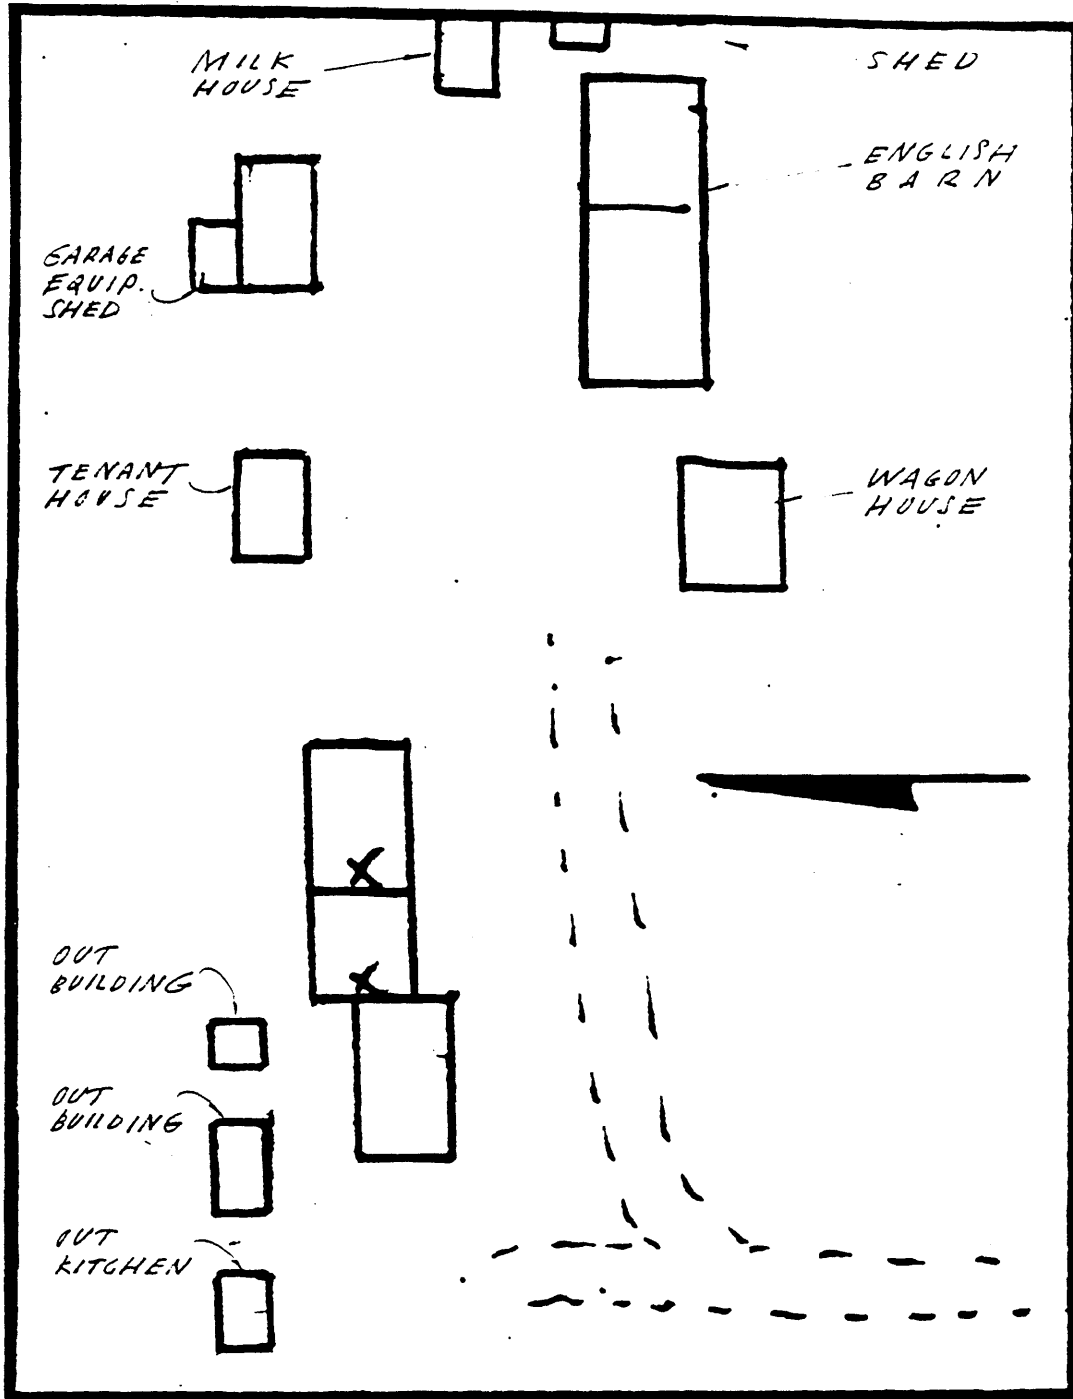 MILK
HOUSE
SHED
ENGLISH
BARN
GARAGE
EQUIP.
SHED
TENANT
HOUSE
WAGON
HOUSE
X
X
OUT
BUILDING
OUT
BUILDING
OUT
KITCHEN